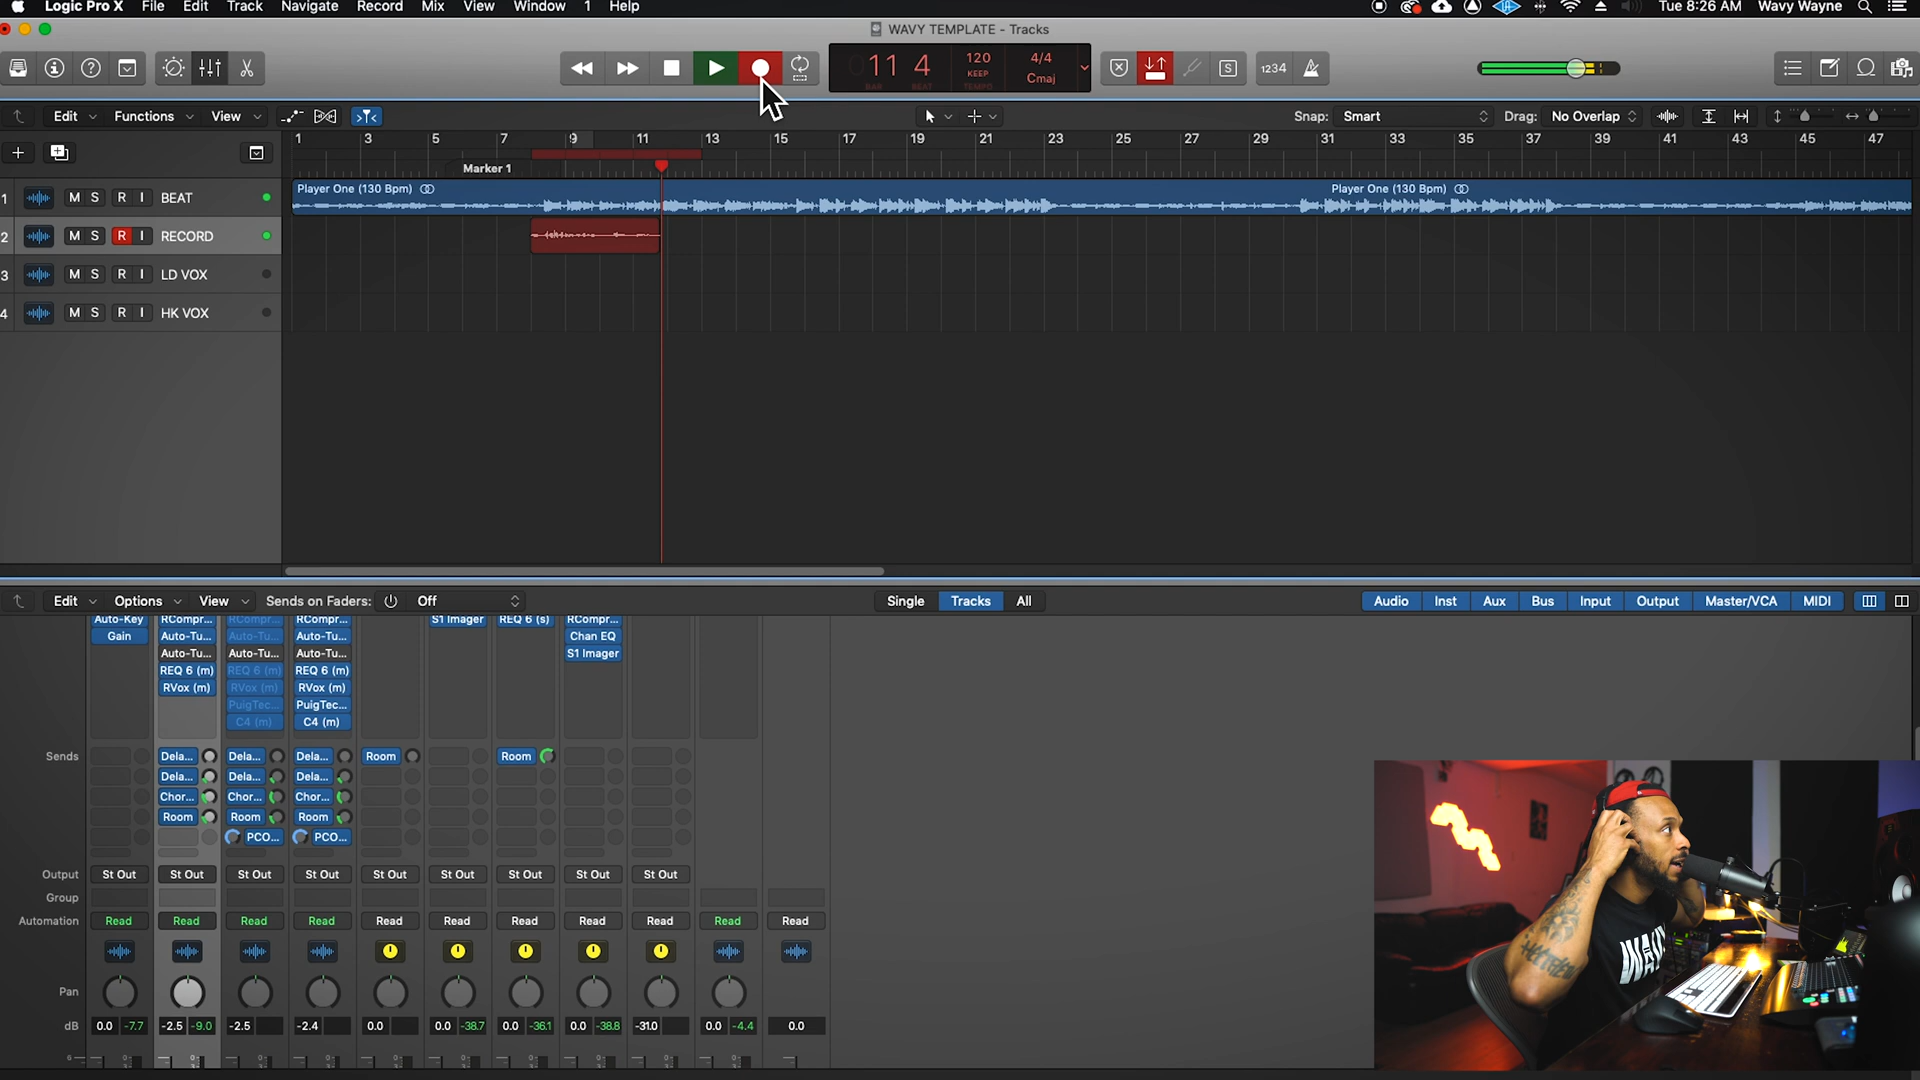 Logic Pro X File Edit Track Navigate Record Mix View Window 1 Help Tue 8:26 AM Wavy Wayne
WAVY TEMPLATE - Tracks
11 4 120 KEEP TEMPO 4/4 Cmaj BAR BEAT S 1234
Edit Functions View Snap: Smart Drag: No Overlap
1 3 5 7 9 11 13 15 17 19 21 23 25 27 29 31 33 35 37 39 41 43 45 47
Marker 1
1 M S R I BEAT Player One (130 Bpm) Player One (130 Bpm)
2 M S R I RECORD
3 M S R I LD VOX
4 M S R I HK VOX
Edit Options View Sends on Faders: Off Single Tracks All Audio Inst Aux Bus Input Output Master/VCA MIDI
Auto-Key RCompr... RCompr... RCompr... S1 Imager REQ 6 (s) RCompr...
Gain Auto-Tu... Auto-Tu... Auto-Tu... Chan EQ
Auto-Tu... Auto-Tu... Auto-Tu... S1 Imager
REQ 6 (m) REQ 6 (m) REQ 6 (m)
RVox (m) RVox (m) RVox (m)
PuigTec... PuigTec...
C4 (m) C4 (m)
Sends Dela... Dela... Dela... Room Room
Dela... Dela... Dela...
Chor... Chor... Chor...
Room Room Room
PCO... PCO...
Output St Out St Out St Out St Out St Out St Out St Out St Out St Out
Group
Automation Read Read Read Read Read Read Read Read Read Read Read
Pan
dB 0.0 -7.7 -2.5 -9.0 -2.5 -2.4 0.0 0.0 -38.7 0.0 -36.1 0.0 -38.8 -31.0 0.0 -4.4 0.0